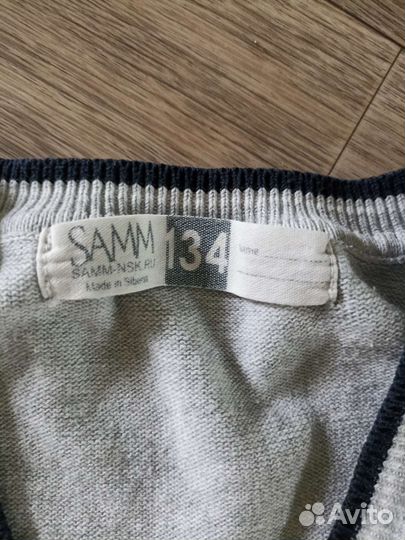 SAMM
SAMM-NSK.RU
Made in Siberia
134
name
Avito